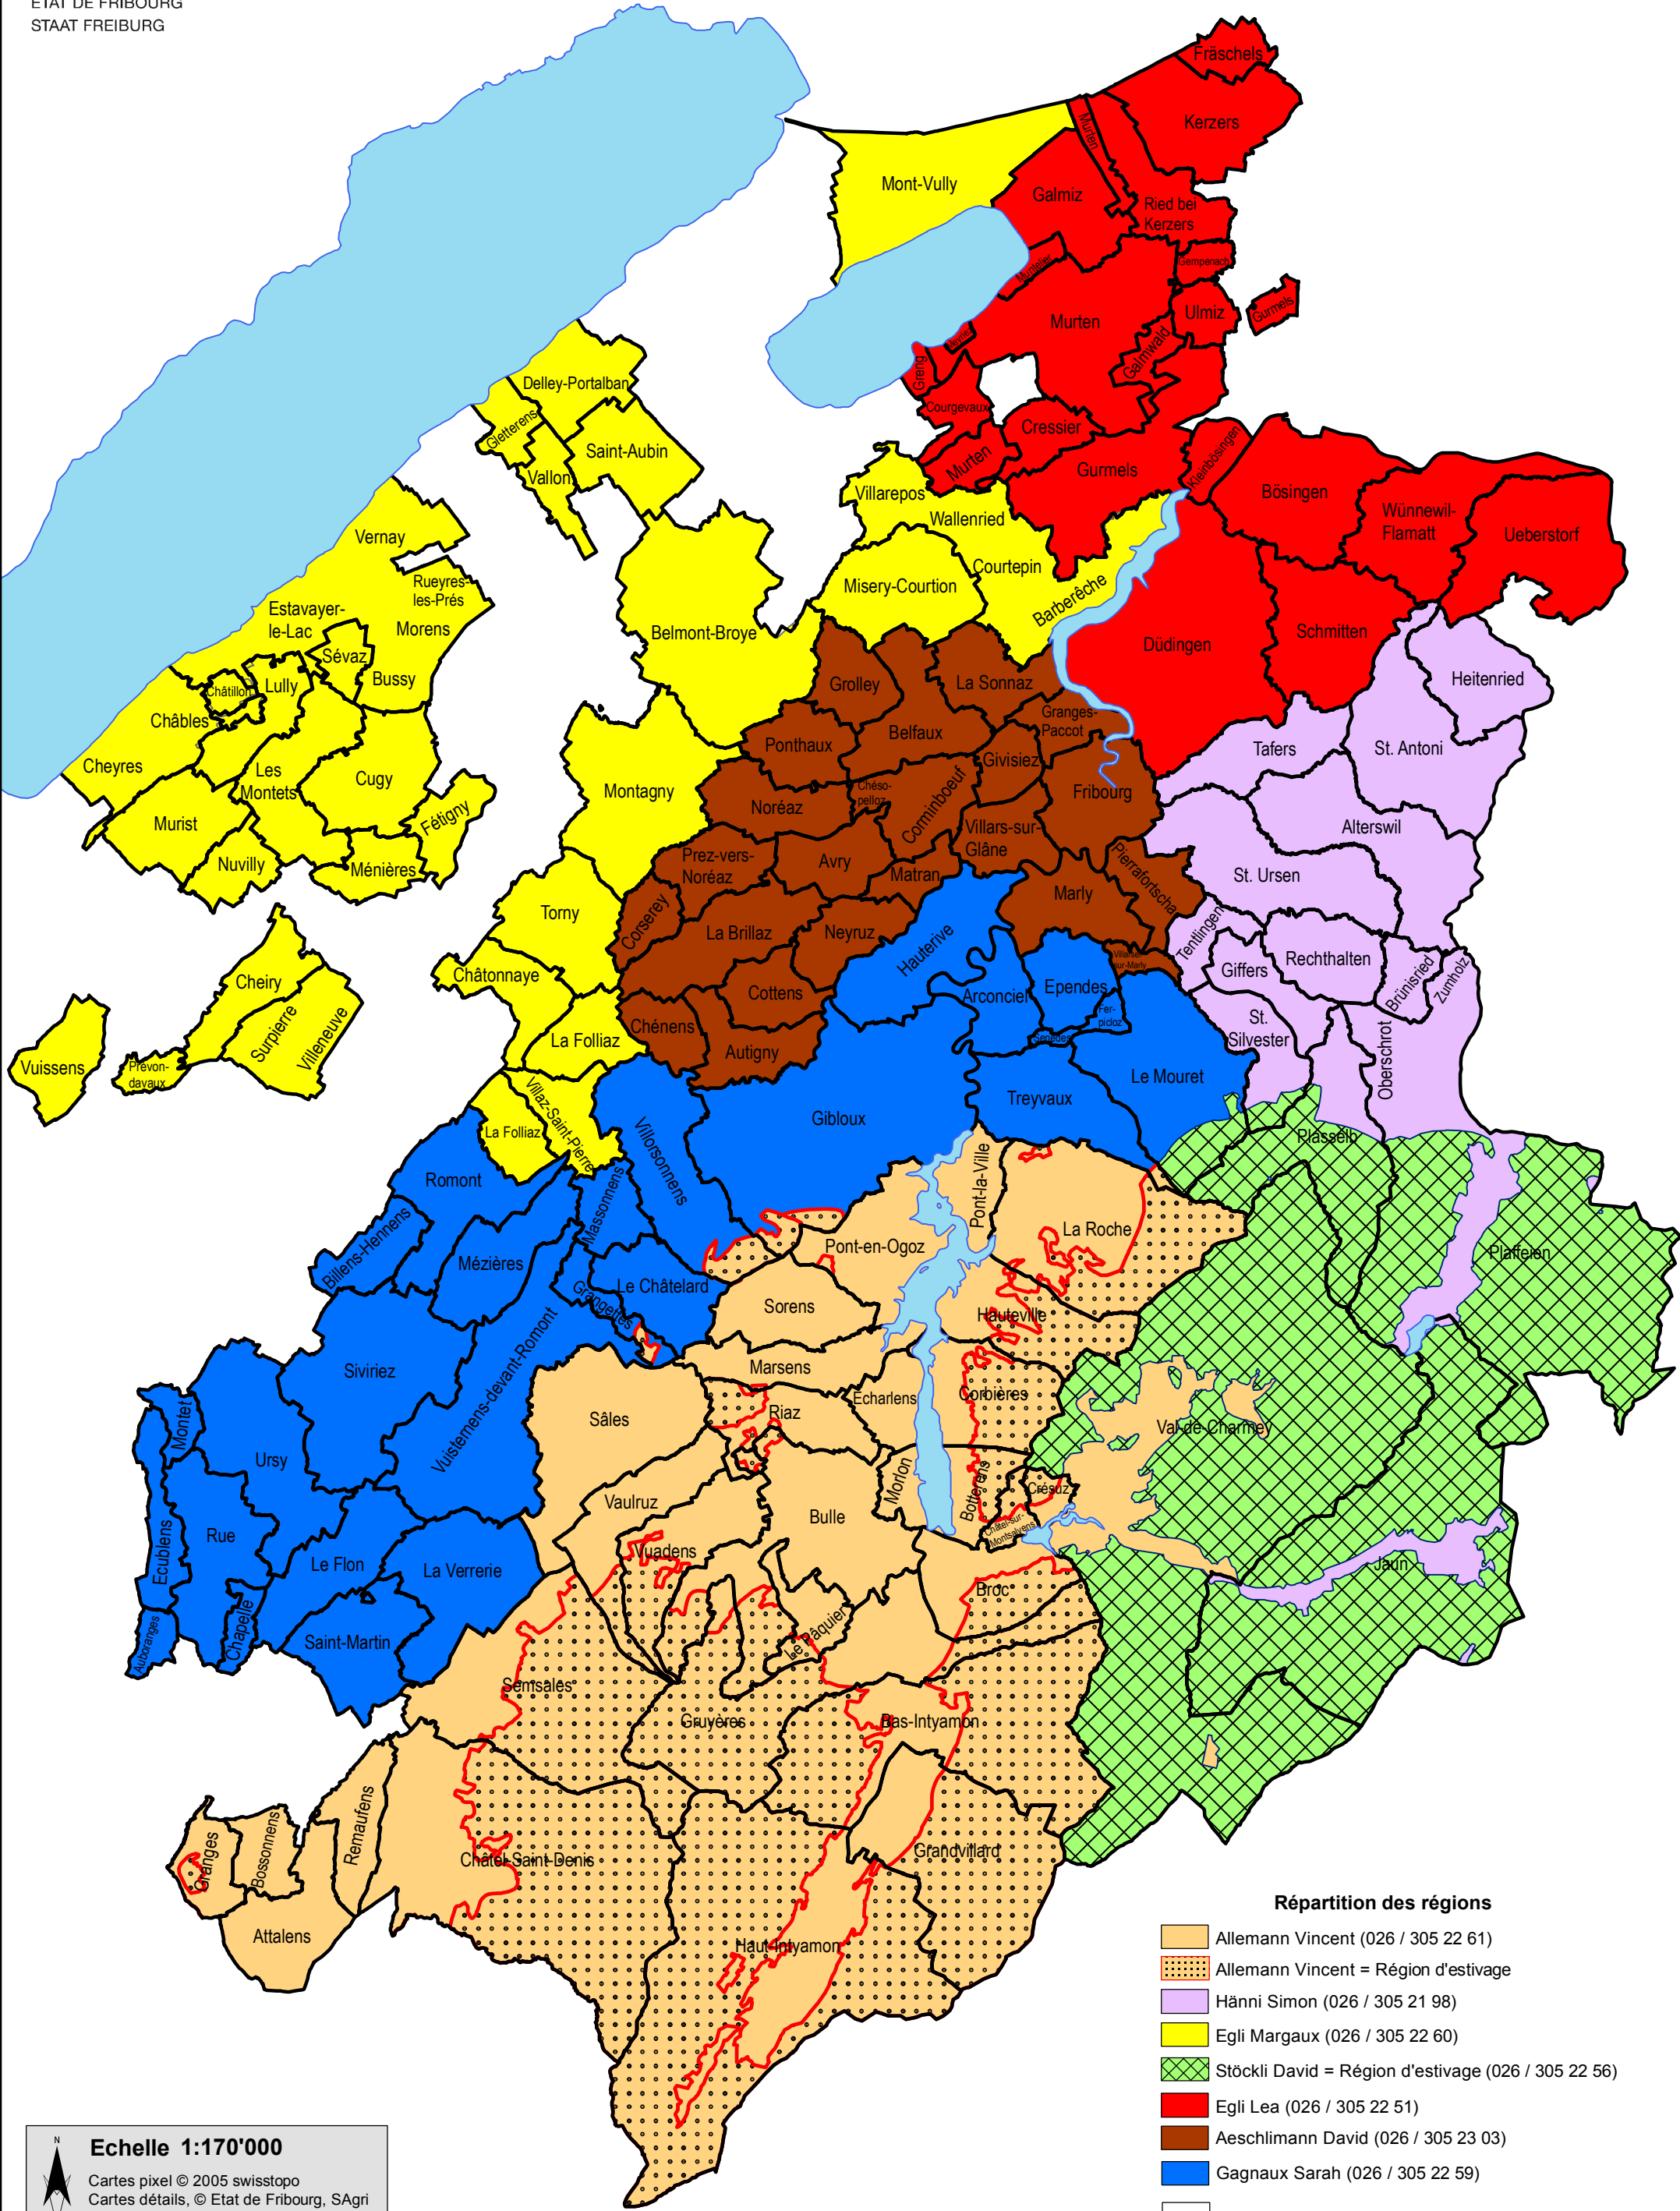 ETAT DE FRIBOURG
STAAT FREIBURG
Fräschels
Kerzers
Murten
Mont-Vully
Galmiz
Ried bei
Kerzers
Muntelier
Gempenach
Murten
Ulmiz
Gurmels
Galmwald
Meyriez
Greng
Courgevaux
Cressier
Murten
Gurmels
Kleinbösingen
Bösingen
Wünnewil-
Flamatt
Ueberstorf
Delley-Portalban
Gletterens
Saint-Aubin
Vallon
Villarepos
Wallenried
Vernay
Rueyres-
les-Prés
Misery-Courtion
Courtepin
Barberêche
Estavayer-
le-Lac
Morens
Sévaz
Belmont-Broye
Düdingen
Schmitten
Heitenried
Châtillon
Lully
Bussy
Grolley
La Sonnaz
Châbles
Granges-
Paccot
Belfaux
Ponthaux
Tafers
St. Antoni
Cheyres
Les
Montets
Cugy
Givisiez
Montagny
Noréaz
Chéso-
pelloz
Corminboeuf
Fribourg
Murist
Fétigny
Villars-sur-
Glâne
Alterswil
Nuvilly
Ménières
Prez-vers-
Noréaz
Avry
Matran
Marly
Pierrafortscha
St. Ursen
Torny
Corserey
La Brillaz
Neyruz
Hauterive
Tentlingen
Giffers
Rechthalten
Brünisried
Zumholz
Villarsel-
sur-Marly
Châtonnaye
Cheiry
Cottens
Arconciel
Ependes
Fer-
picloz
St.
Silvester
Surpierre
Villeneuve
Chénens
La Folliaz
Autigny
Senèdes
Oberschrot
Vuissens
Prévon-
davaux
Le Mouret
Treyvaux
Gibloux
Villaz-Saint-Pierre
La Folliaz
Villorsonnens
Plasselb
Romont
Massonnens
Pont-la-Ville
La Roche
Billens-Hennens
Mézières
Pont-en-Ogoz
Plaffeien
Le Châtelard
Grangettes
Sorens
Hauteville
Siviriez
Vuisternens-devant-Romont
Marsens
Echarlens
Corbières
Montet
Sâles
Riaz
Val-de-Charmey
Ursy
Morlon
Botterens
Crésuz
Vaulruz
Bulle
Châtel-sur-
Montsalvens
Ecublens
Rue
Le Flon
La Verrerie
Vuadens
Broc
Jaun
Auboranges
Chapelle
Saint-Martin
Le Pâquier
Semsales
Gruyères
Bas-Intyamon
Granges
Bossonnens
Remaufens
Châtel-Saint-Denis
Grandvillard
Attalens
Haut-Intyamon
Répartition des régions
Allemann Vincent (026 / 305 22 61)
Allemann Vincent = Région d'estivage
Hänni Simon (026 / 305 21 98)
Egli Margaux (026 / 305 22 60)
Stöckli David = Région d'estivage (026 / 305 22 56)
Egli Lea (026 / 305 22 51)
Aeschlimann David (026 / 305 23 03)
Gagnaux Sarah (026 / 305 22 59)
N
Echelle 1:170'000
Cartes pixel © 2005 swisstopo
Cartes détails, © Etat de Fribourg, SAgri